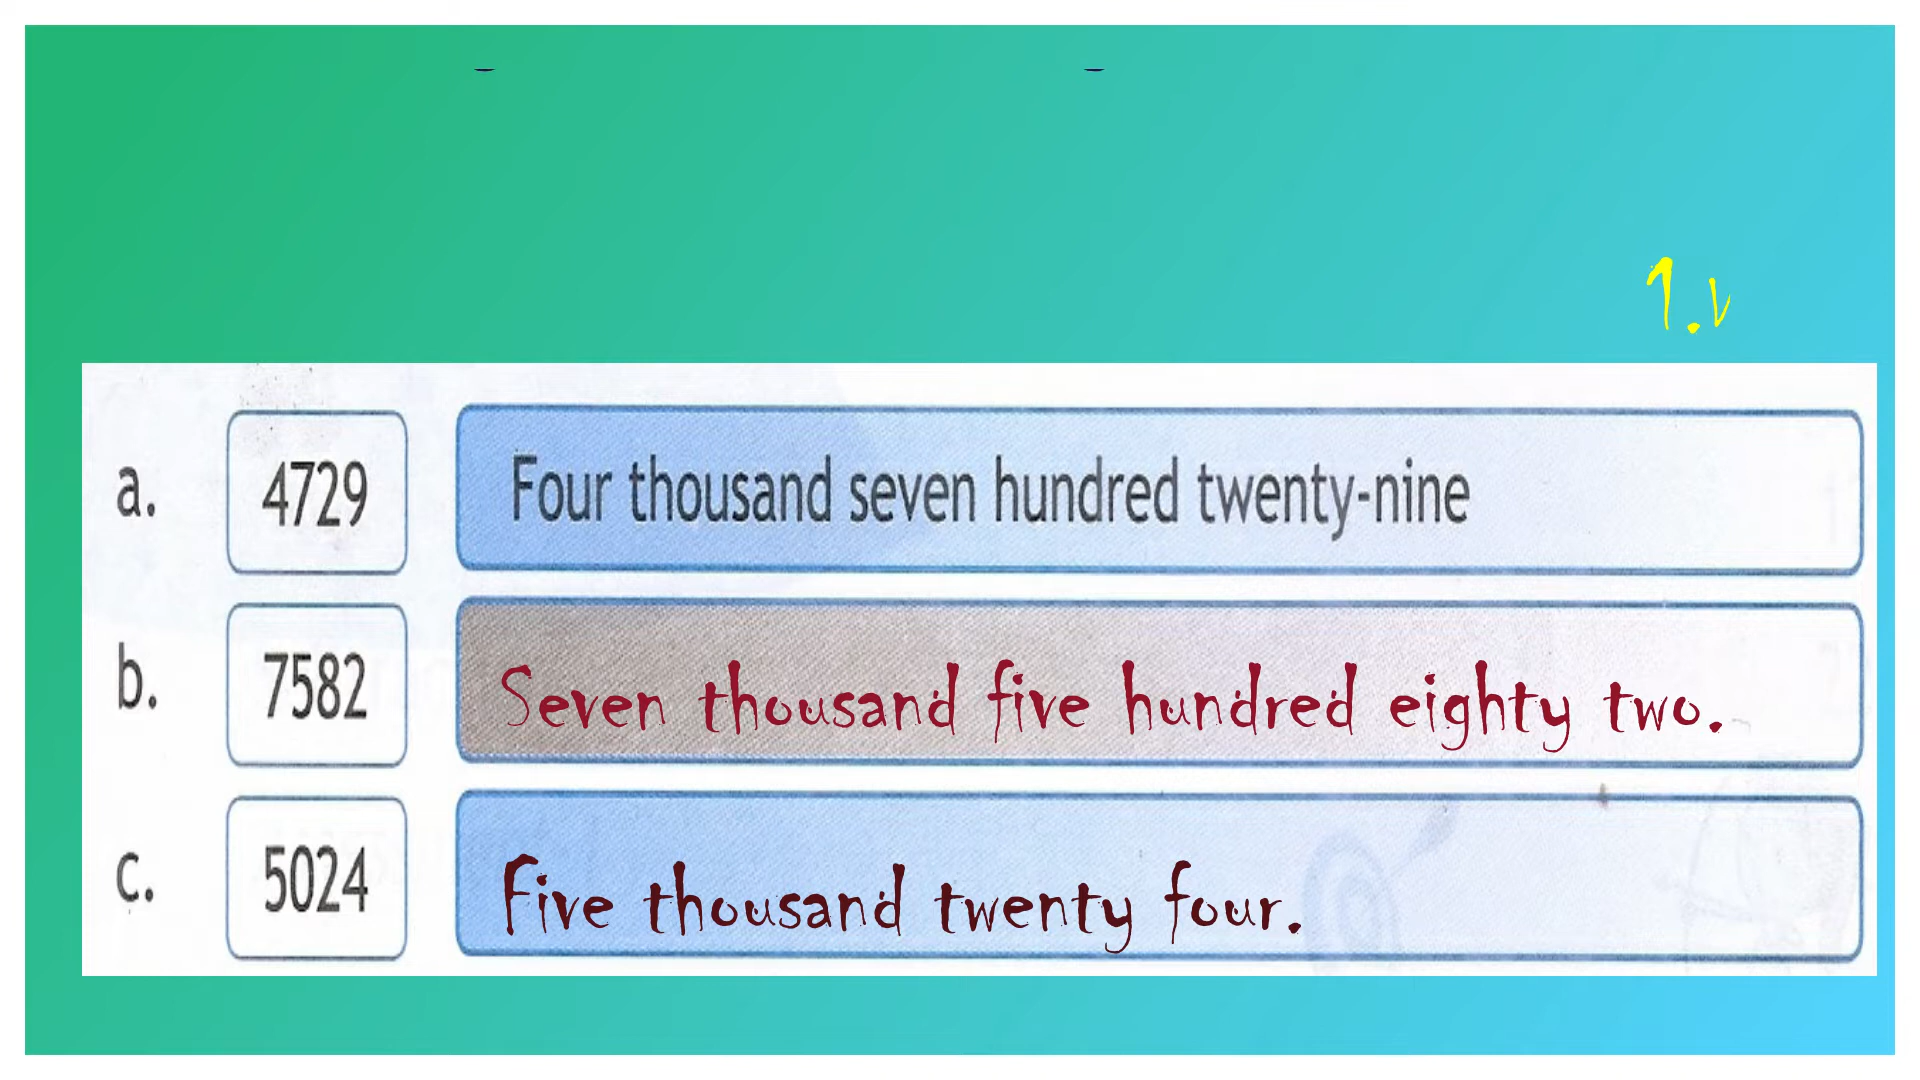 1.v
a. 4729 Four thousand seven hundred twenty-nine
b. 7582 Seven thousand five hundred eighty two.
c. 5024 Five thousand twenty four.